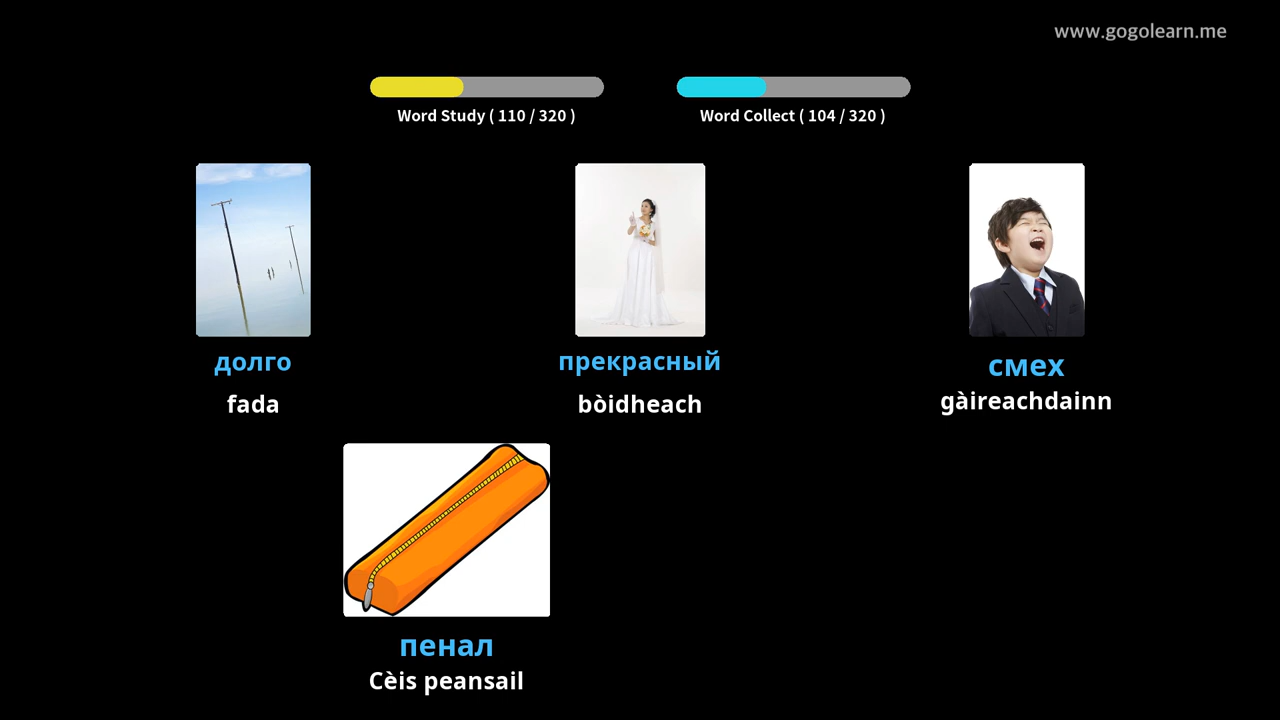 www.gogolearn.me
Word Study ( 110 / 320 )
Word Collect ( 104 / 320 )
долго
fada
прекрасный
bòidheach
смех
gàireachdainn
пенал
Cèis peansail